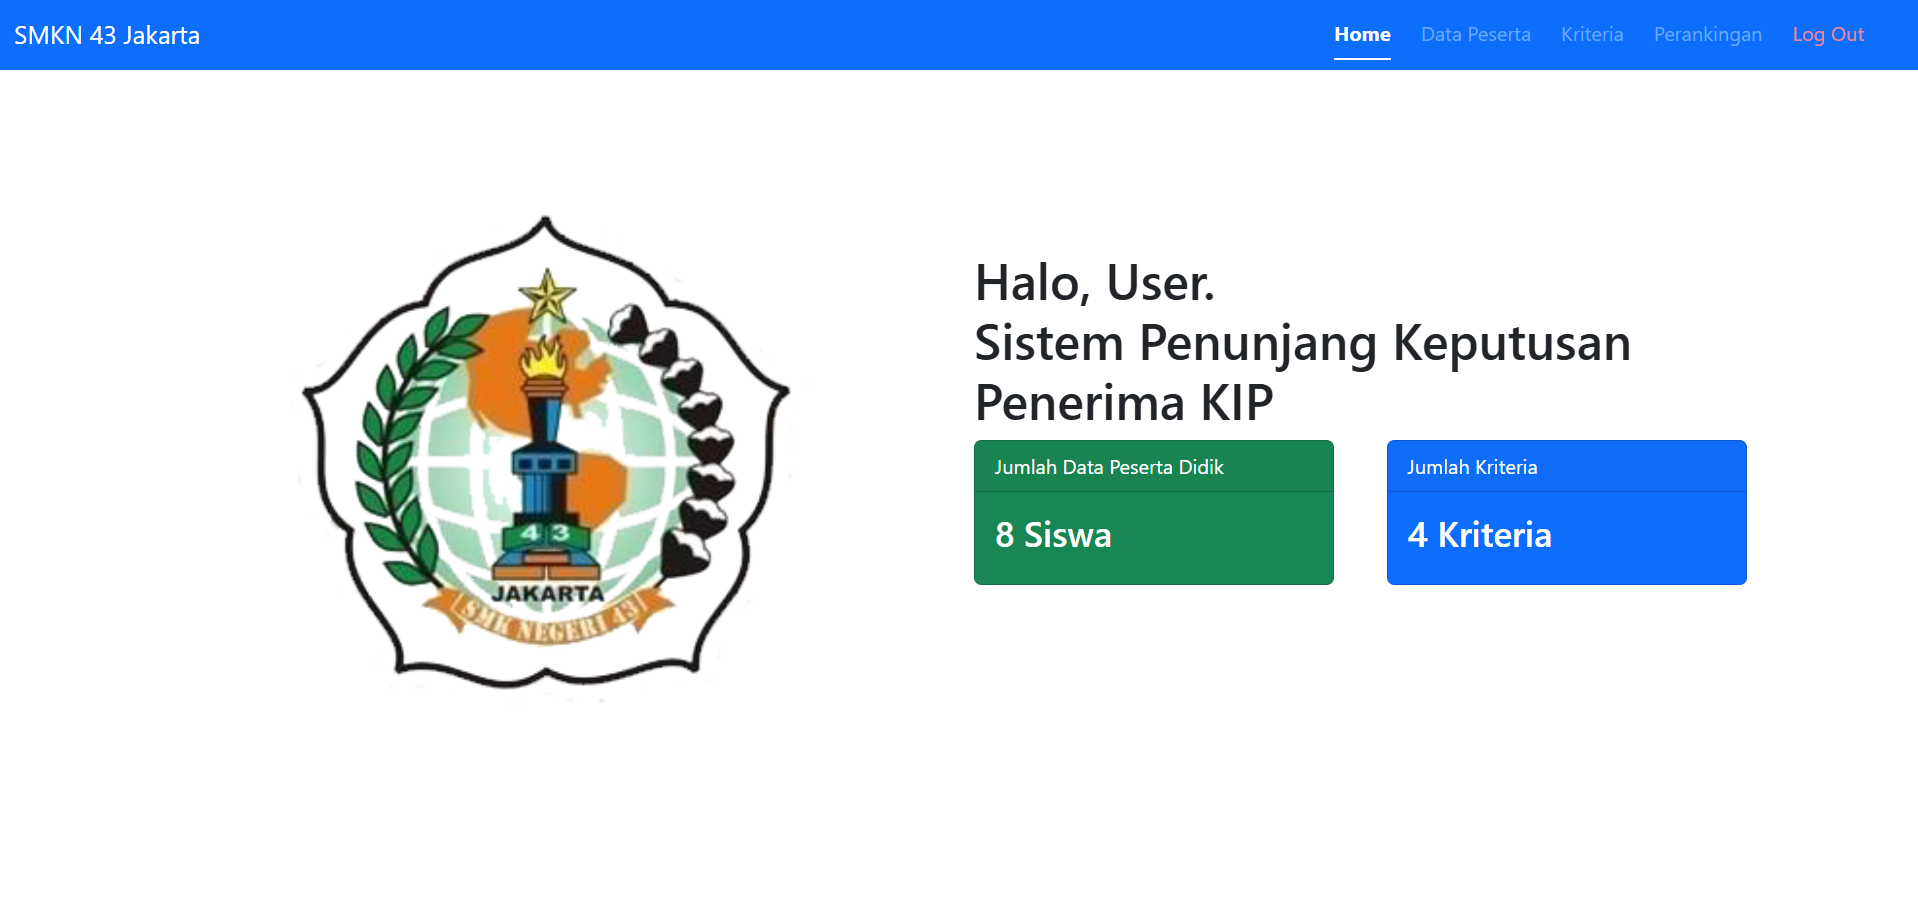 SMKN 43 Jakarta
Home Data Peserta Kriteria Perankingan Log Out
Halo, User.
Sistem Penunjang Keputusan
Penerima KIP
Jumlah Data Peserta Didik
8 Siswa
Jumlah Kriteria
4 Kriteria
43
JAKARTA
SMK NEGERI 43